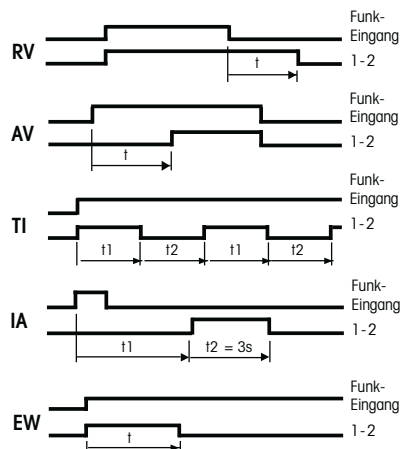 Funk-
Eingang
RV
1-2
t
Funk-
Eingang
AV
1-2
t
Funk-
Eingang
TI
1-2
t1 t2 t1 t2
Funk-
Eingang
IA
1-2
t1 t2 = 3s
Funk-
Eingang
EW
1-2
t